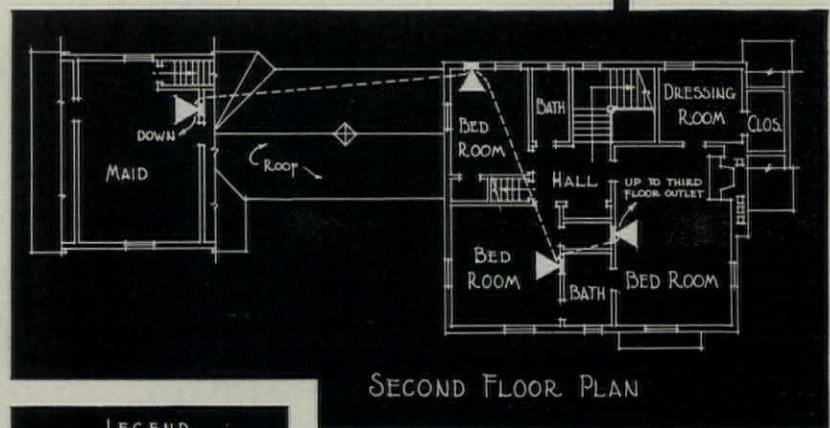 DOWN
MAID
ROOF
BED
ROOM
BATH
DRESSING
ROOM
CLOS.
HALL
UP TO THIRD
FLOOR OUTLET
BED
ROOM
BATH
BED ROOM
SECOND FLOOR PLAN
LEGEND